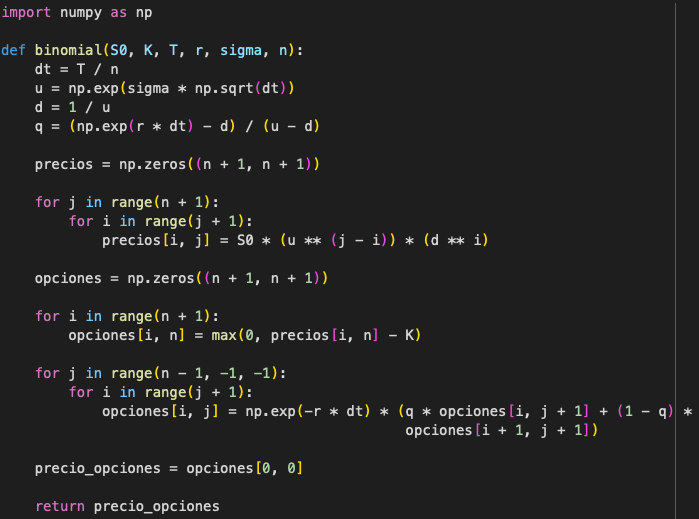 import numpy as np
def binomial(S0, K, T, r, sigma, n):
    dt = T / n
    u = np.exp(sigma * np.sqrt(dt))
    d = 1 / u
    q = (np.exp(r * dt) - d) / (u - d)
    precios = np.zeros((n + 1, n + 1))
    for j in range(n + 1):
        for i in range(j + 1):
            precios[i, j] = S0 * (u ** (j - i)) * (d ** i)
    opciones = np.zeros((n + 1, n + 1))
    for i in range(n + 1):
        opciones[i, n] = max(0, precios[i, n] - K)
    for j in range(n - 1, -1, -1):
        for i in range(j + 1):
            opciones[i, j] = np.exp(-r * dt) * (q * opciones[i, j + 1] + (1 - q) *
                                                opciones[i + 1, j + 1])
    precio_opciones = opciones[0, 0]
    return precio_opciones